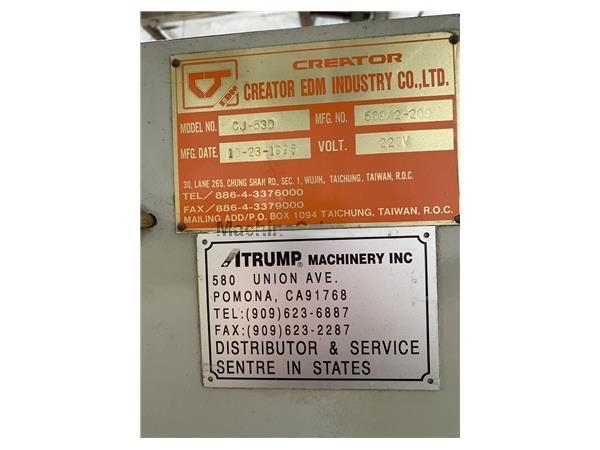 CREATOR
EDM
CREATOR EDM INDUSTRY CO.,LTD.
MODEL NO. CJ-530 MFG. NO.
MFG. DATE. VOLT. 220V
30, LANE 265, CHUNG SHAN RD., SEC. 1, WUJIH, TAICHUNG, TAIWAN, R.O.C.
TEL/886-4-3376000
FAX/886-4-3379000
MAILING ADD/P.O. BOX 1094 TAICHUNG, TAIWAN, R.O.C.
ATRUMP® MACHINERY INC
580 UNION AVE.
POMONA, CA91768
TEL:(909)623-6887
FAX:(909)623-2287
DISTRIBUTOR & SERVICE
SENTRE IN STATES